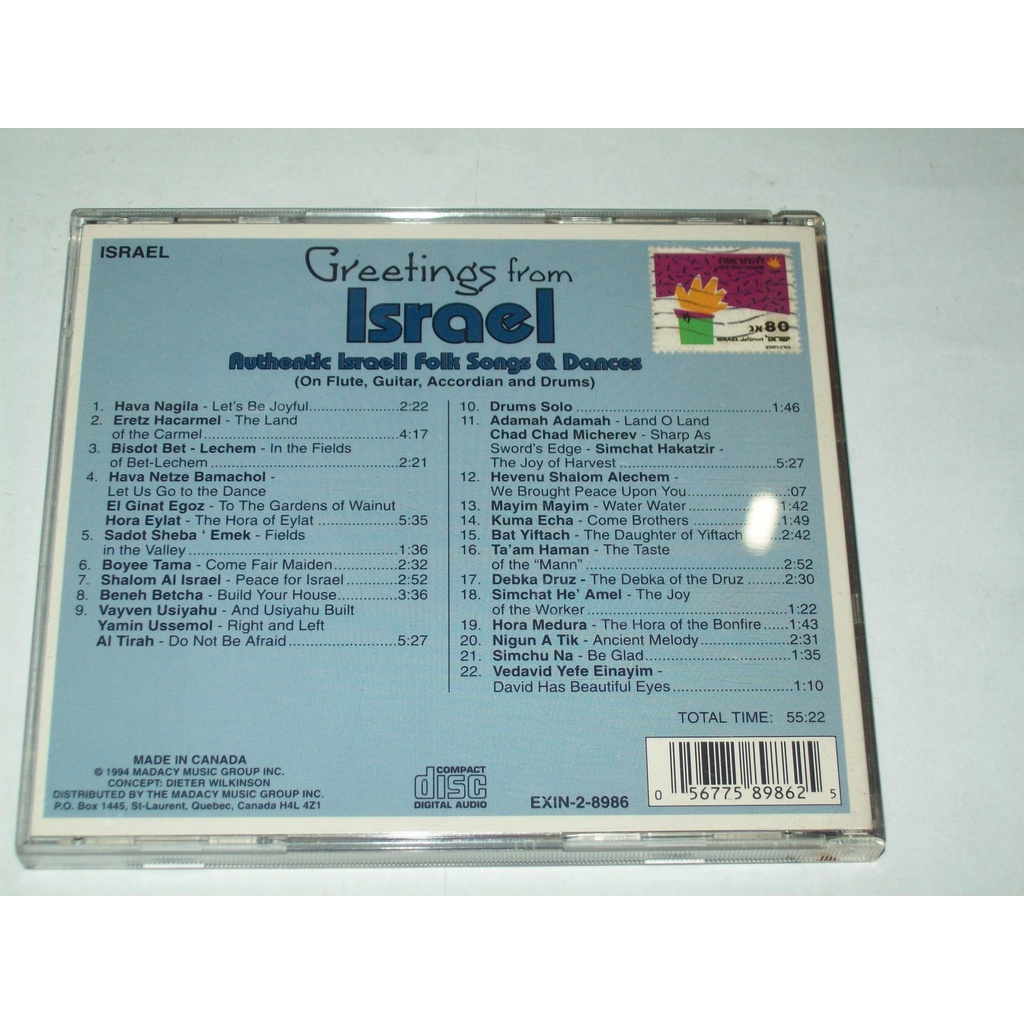 ISRAEL
Greetings from
Israel
Authentic Israeli Folk Songs & Dances
(On Flute, Guitar, Accordian and Drums)
להתראות
80 אג
ISRAEL ישראל
1. Hava Nagila - Let's Be Joyful..........2:22
2. Eretz Hacarmel - The Land
of the Carmel..........4:17
3. Bisdot Bet - Lechem - In the Fields
of Bet-Lechem..........2:21
4. Hava Netze Bamachol -
Let Us Go to the Dance
El Ginat Egoz - To The Gardens of Wainut
Hora Eylat - The Hora of Eylat..........5:35
5. Sadot Sheba ' Emek - Fields
in the Valley..........1:36
6. Boyee Tama - Come Fair Maiden..........2:32
7. Shalom Al Israel - Peace for Israel..........2:52
8. Beneh Betcha - Build Your House..........3:36
9. Vayven Usiyahu - And Usiyahu Built
Yamin Ussemol - Right and Left
Al Tirah - Do Not Be Afraid..........5:27
10. Drums Solo..........1:46
11. Adamah Adamah - Land O Land
Chad Chad Micherev - Sharp As
Sword's Edge - Simchat Hakatzir -
The Joy of Harvest..........5:27
12. Hevenu Shalom Alechem -
We Brought Peace Upon You..........:07
13. Mayim Mayim - Water Water..........1:42
14. Kuma Echa - Come Brothers..........1:49
15. Bat Yiftach - The Daughter of Yiftach..........2:42
16. Ta'am Haman - The Taste
of the "Mann"..........2:52
17. Debka Druz - The Debka of the Druz..........2:30
18. Simchat He' Amel - The Joy
of the Worker..........1:22
19. Hora Medura - The Hora of the Bonfire......1:43
20. Nigun A Tik - Ancient Melody..........2:31
21. Simchu Na - Be Glad..........1:35
22. Vedavid Yefe Einayim -
David Has Beautiful Eyes..........1:10
TOTAL TIME: 55:22
MADE IN CANADA
© 1994 MADACY MUSIC GROUP INC.
CONCEPT: DIETER WILKINSON
DISTRIBUTED BY THE MADACY MUSIC GROUP INC.
P.O. Box 1445, St-Laurent, Quebec, Canada H4L 4Z1
COMPACT
disc
DIGITAL AUDIO
EXIN-2-8986
0 56775 89862 5